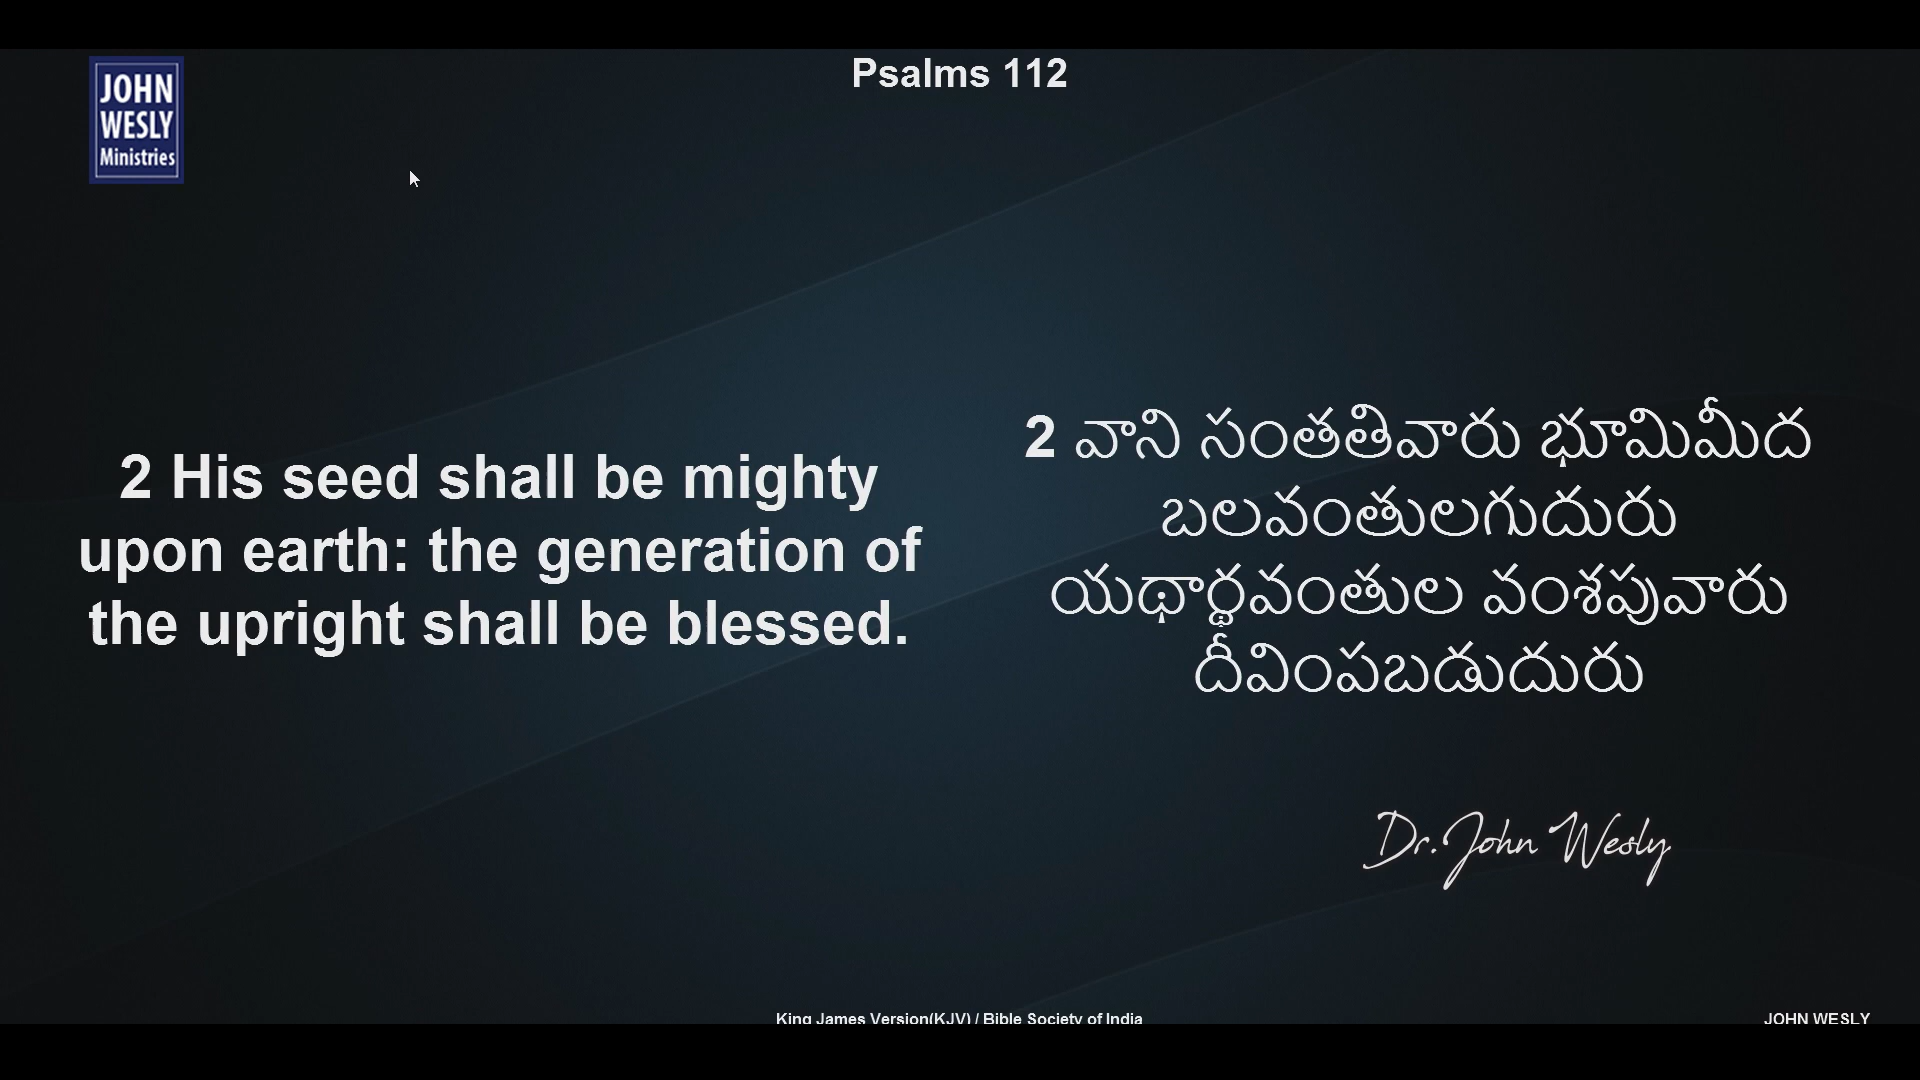 JOHN
WESLY
Ministries
Psalms 112
2 His seed shall be mighty
upon earth: the generation of
the upright shall be blessed.
2 వాని సంతతివారు భూమిమీద
బలవంతులగుదురు
యథార్థవంతుల వంశపువారు
దీవింపబడుదురు
Dr. John Wesly
King James Version(KJV) / Bible Society of India
JOHN WESLY